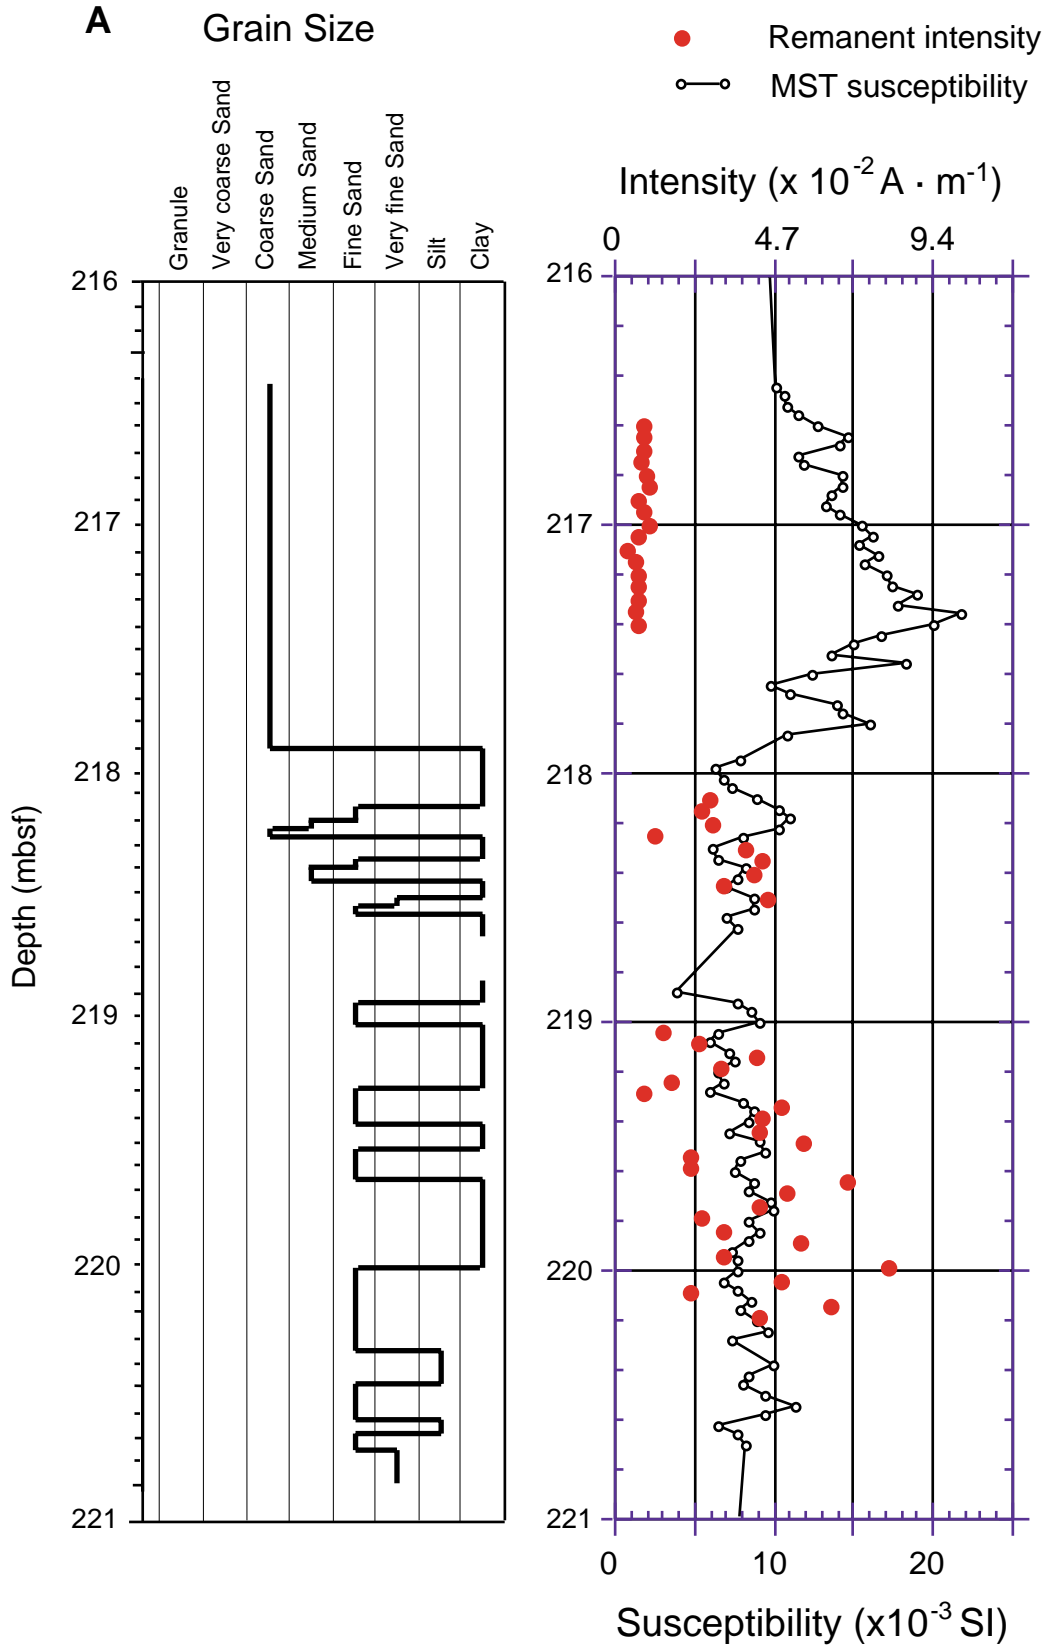 A
Grain Size
Remanent intensity
MST susceptibility
Granule
Very coarse Sand
Coarse Sand
Medium Sand
Fine Sand
Very fine Sand
Silt
Clay
Intensity (x 10-2 A · m-1)
0 4.7 9.4
216
217
218
219
220
221
Depth (mbsf)
216
217
218
219
220
221
0 10 20
Susceptibility (x10-3 SI)